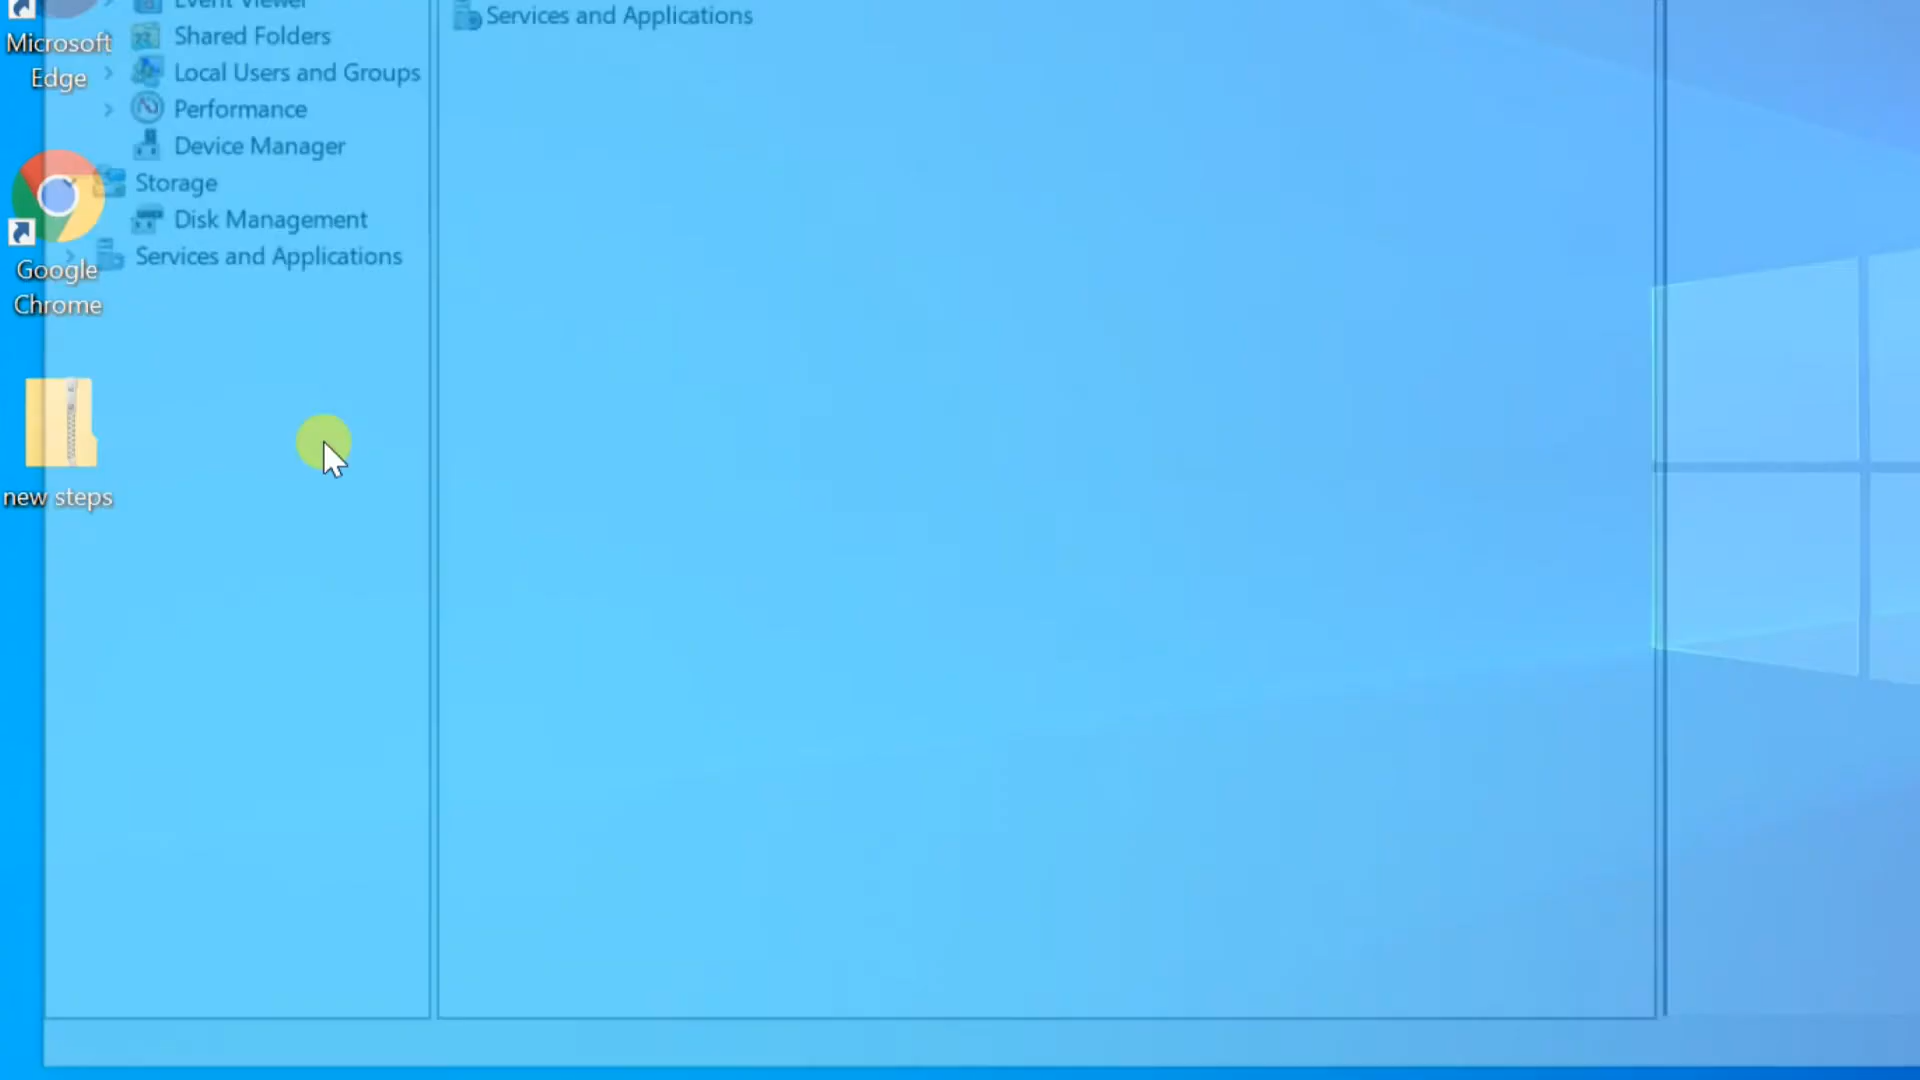 Event Viewer
Services and Applications
Microsoft
Edge
Shared Folders
Local Users and Groups
Performance
Device Manager
Storage
Disk Management
Services and Applications
Google
Chrome
new steps